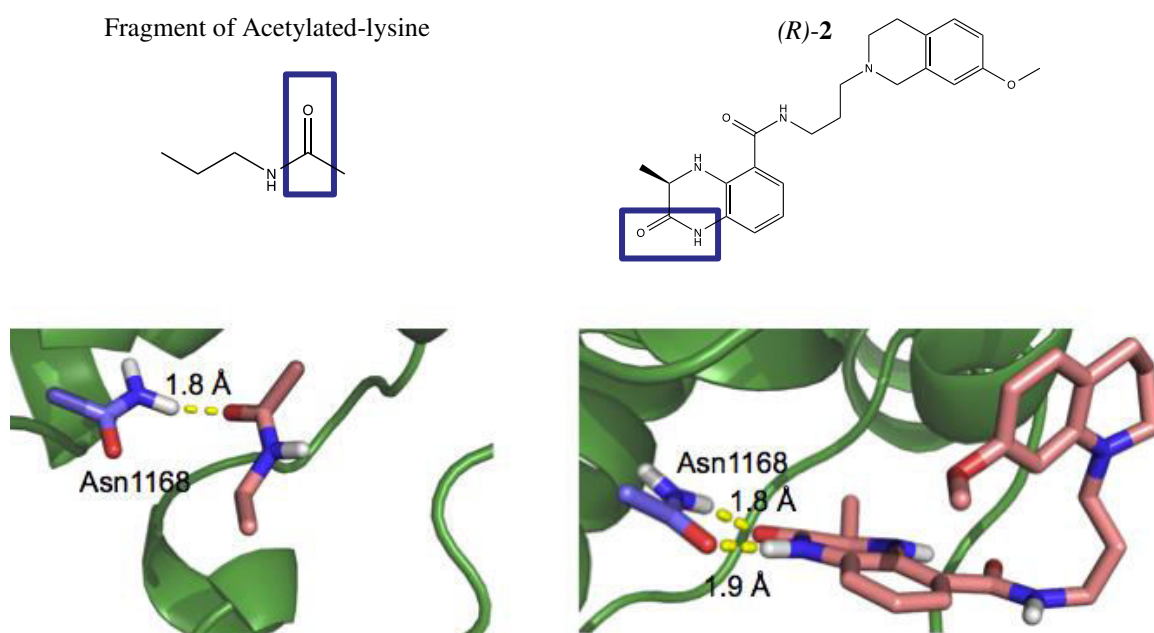 Fragment of Acetylated-lysine
(R)-2
O
N
H
N
O
O
H
N
H
N
O
N
H
1.8 Å
Asn1168
Asn1168
1.8 Å
1.9 Å